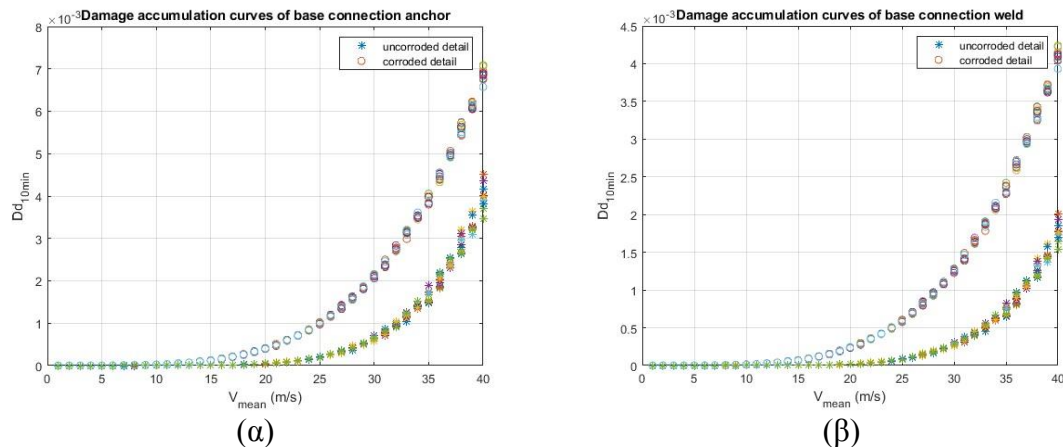 ×10⁻³ Damage accumulation curves of base connection anchor
8
7
6
5
4
3
2
1
0
Dd10min
uncorroded detail
corroded detail
0 5 10 15 20 25 30 35 40
Vmean (m/s)
(α)
×10⁻³ Damage accumulation curves of base connection weld
4.5
4
3.5
3
2.5
2
1.5
1
0.5
0
Dd10min
uncorroded detail
corroded detail
0 5 10 15 20 25 30 35 40
Vmean (m/s)
(β)